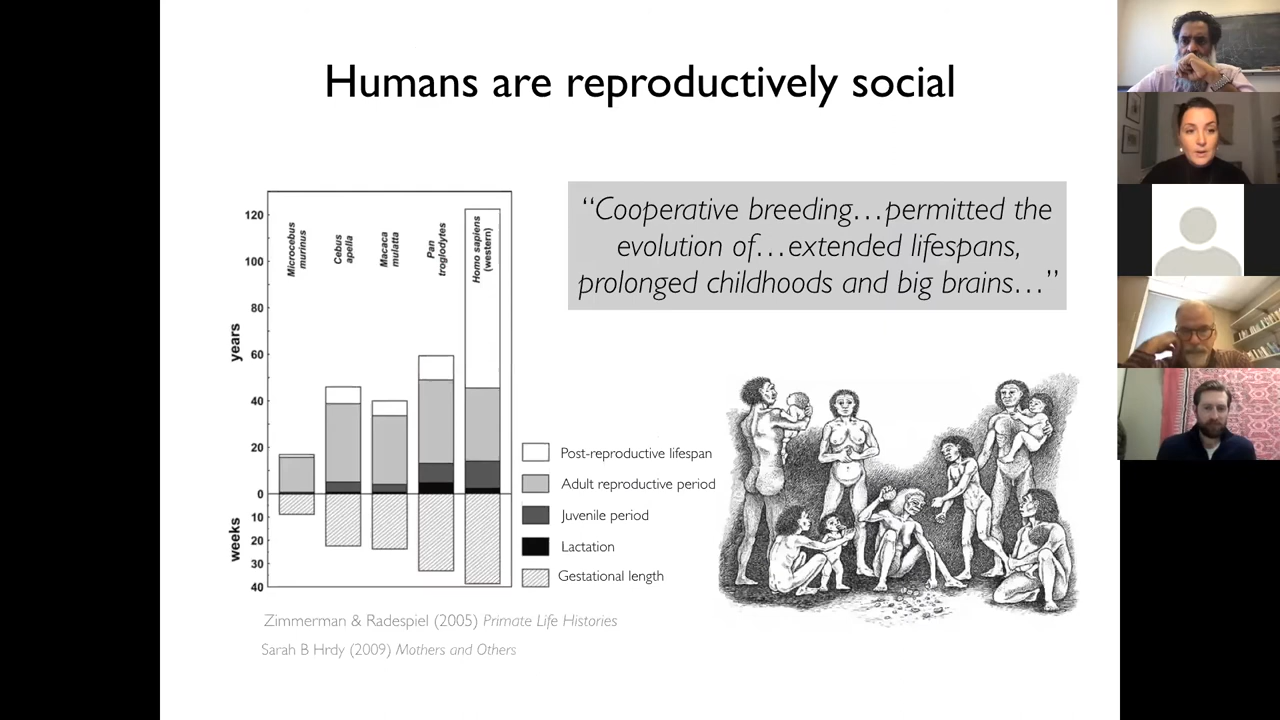 Humans are reproductively social
“Cooperative breeding…permitted the
evolution of…extended lifespans,
prolonged childhoods and big brains…”
years
120
100
80
60
40
20
0
weeks
10
20
30
40
Microcebus
murinus
Cebus
apella
Macaca
mulatta
Pan
troglodytes
Homo sapiens
(western)
Post-reproductive lifespan
Adult reproductive period
Juvenile period
Lactation
Gestational length
Zimmerman & Radespiel (2005) Primate Life Histories
Sarah B Hrdy (2009) Mothers and Others